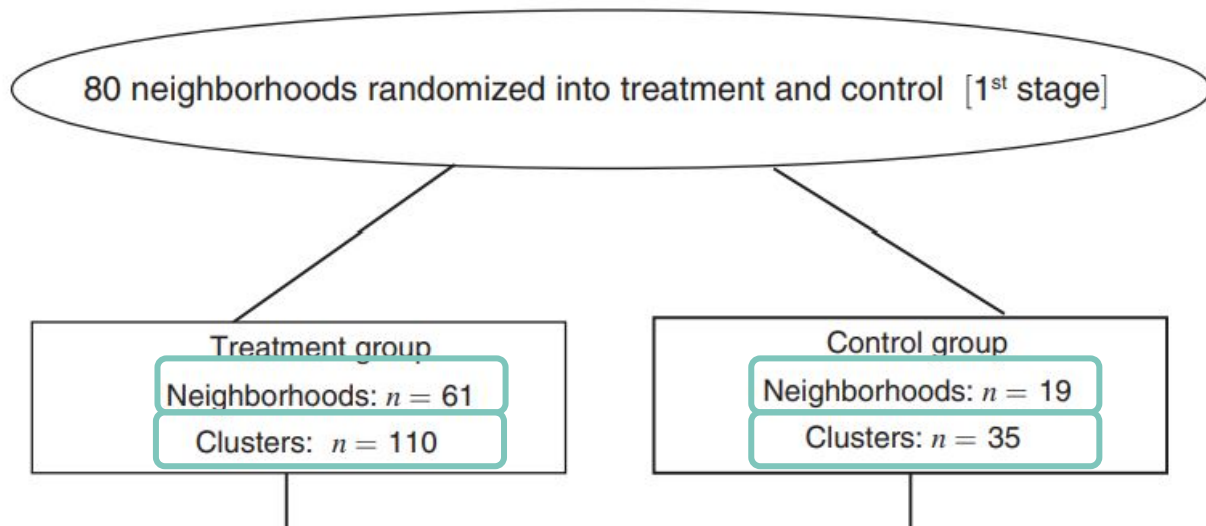 80 neighborhoods randomized into treatment and control [1st stage]
Treatment group
Neighborhoods: n = 61
Clusters: n = 110
Control group
Neighborhoods: n = 19
Clusters: n = 35